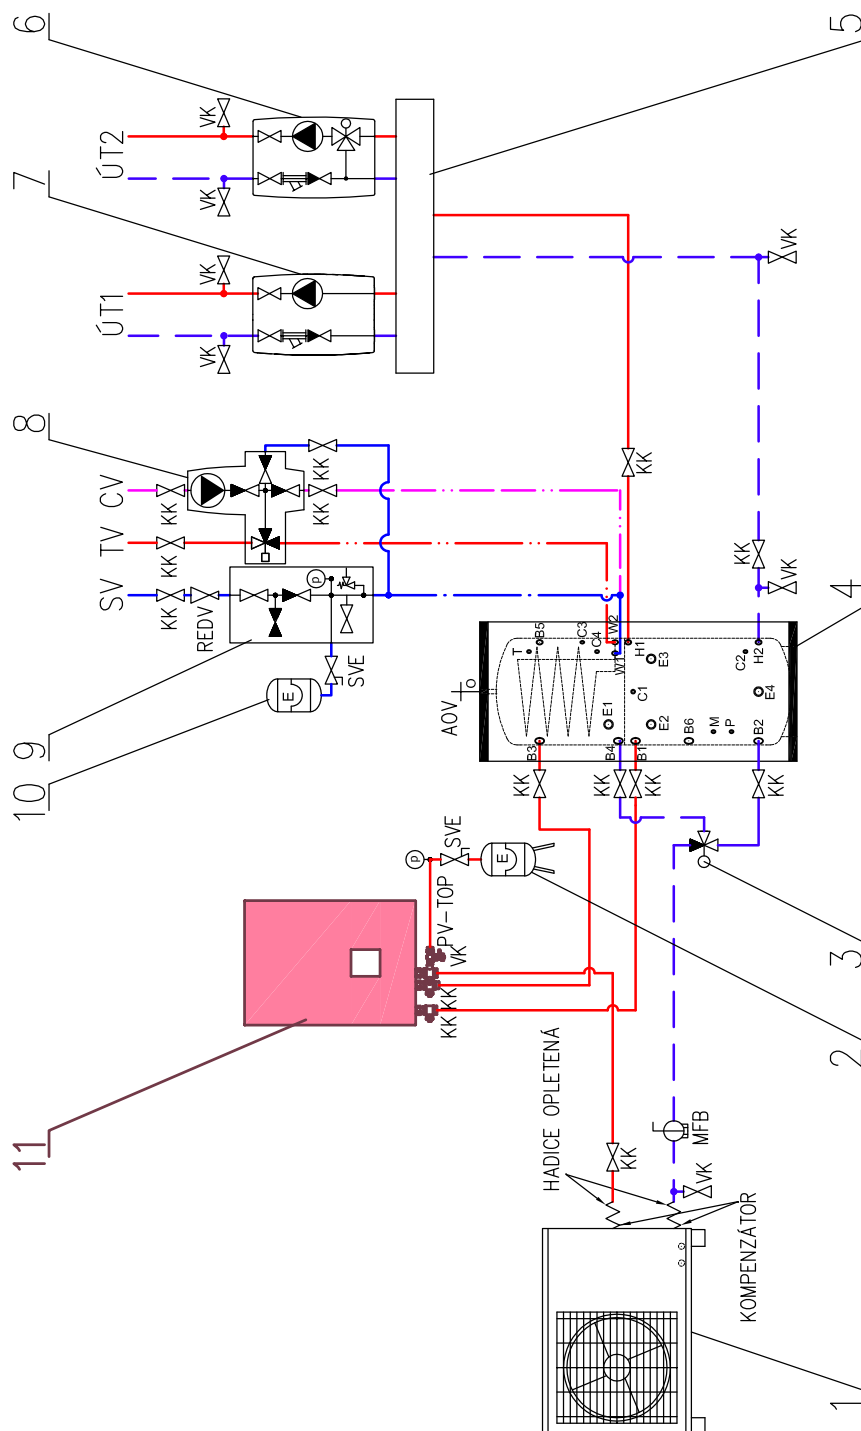 11
10
9
8
7
6
SV
TV
CV
ÚT1
ÚT2
KK
KK
KK
REDV
VK
VK
VK
VK
E
p
KK
KK
SVE
p
KK
KK
VK
PV-TOP
SVE
AOV
O
E
KK
B3
T
B5
HADICE OPLETENÁ
C3
C4
KK
B4
E1
W1
W2
KK
KK
B1
C1
H1
KK
E2
E3
B6
MFB
VK
M
P
C2
KOMPENZÁTOR
KK
B2
E4
H2
KK
VK
VK
1
2
3
4
5